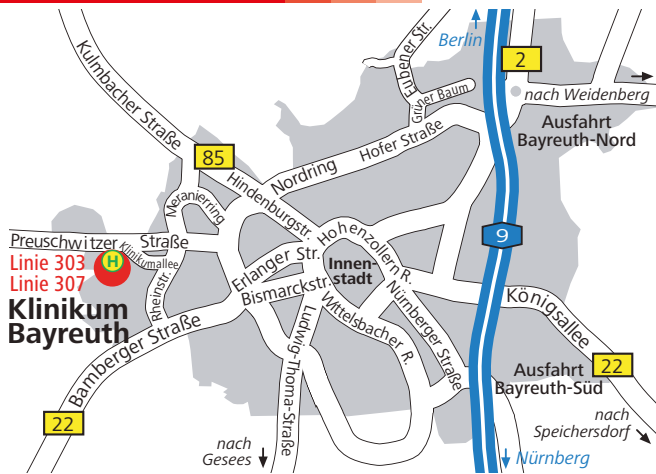 Berlin
2
Eubener Str.
Kulmbacher Straße
Grüner Baum
nach Weidenberg
Ausfahrt
Bayreuth-Nord
Hofer Straße
Nordring
85
Hindenburgstr.
Meranierring
Preuschwitzer Straße
Klinikumallee
H
Linie 303
Linie 307
Klinikum
Bayreuth
Rheinstr.
Erlanger Str.
Hohenzollern R.
Innen-
stadt
9
Bismarckstr.
Wittelsbacher R.
Nürnberger Straße
Königsallee
Bamberger Straße
Ludwig-Thoma-Straße
Ausfahrt
Bayreuth-Süd
22
22
nach
Gesees
nach
Speichersdorf
Nürnberg